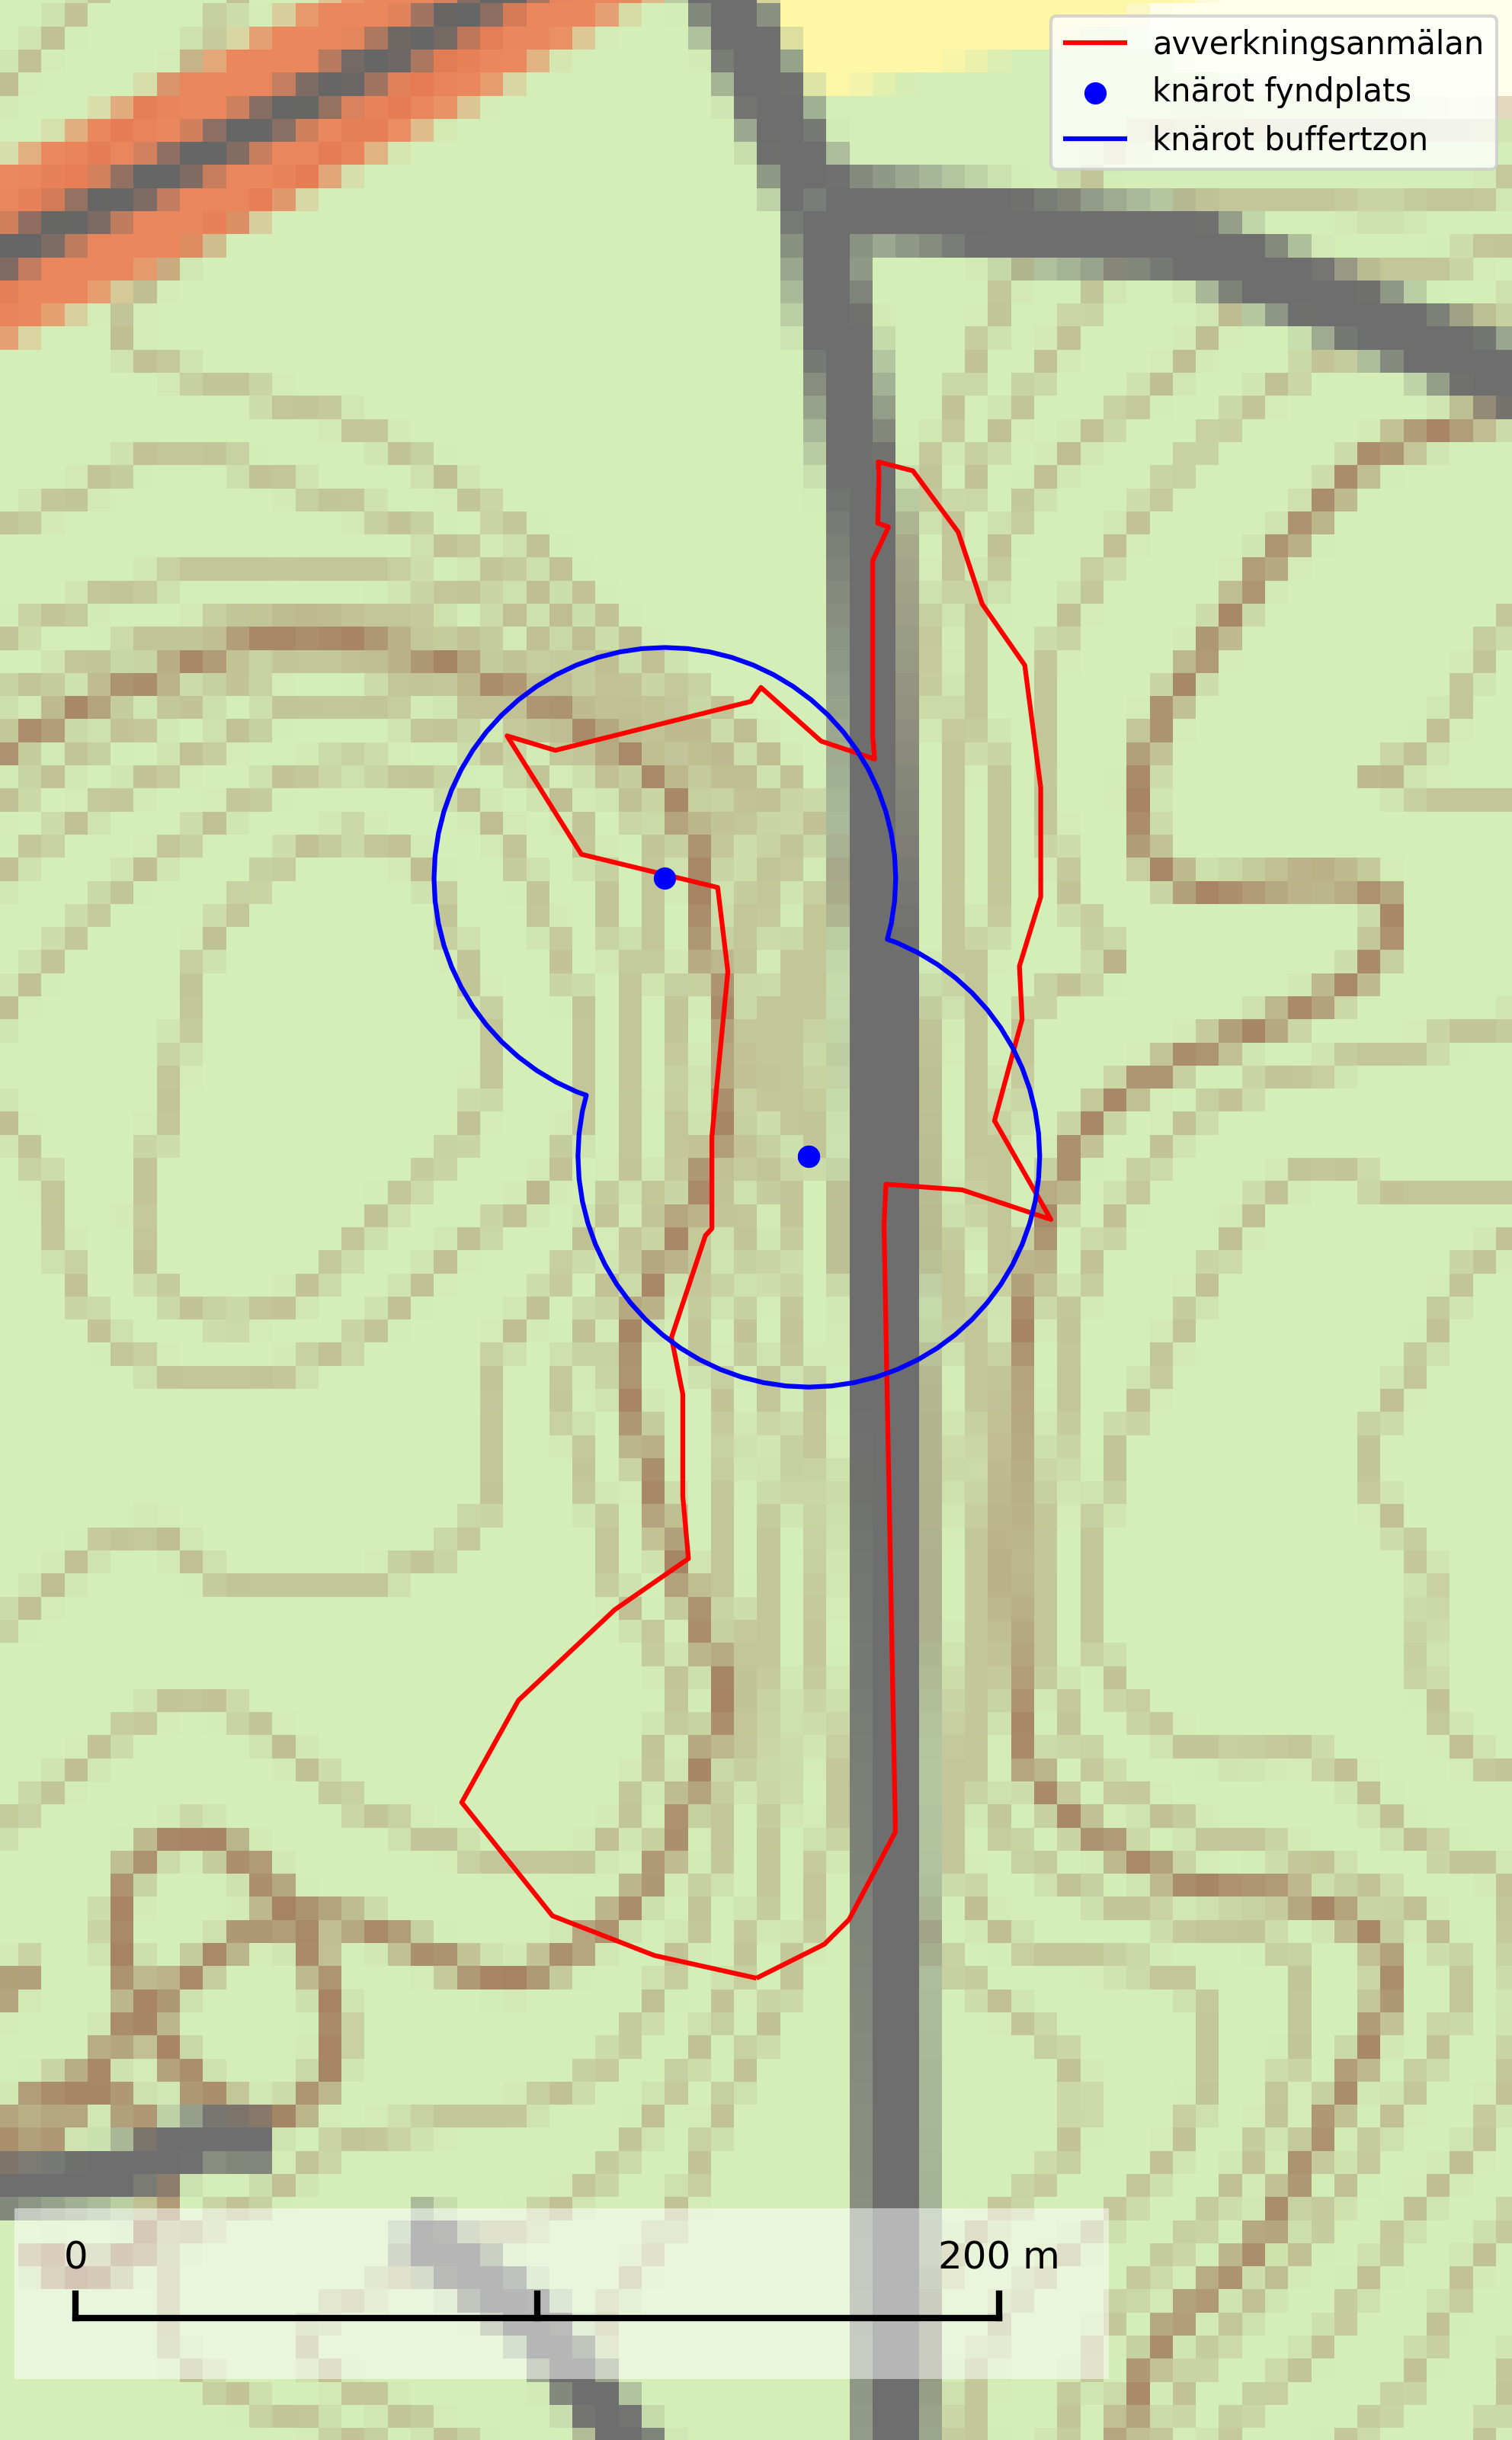 avverkningsanmälan
knärot fyndplats
knärot buffertzon
0 200 m